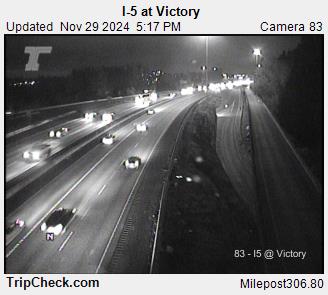 I-5 at Victory
Updated Nov 29 2024 5:17 PM Camera 83
T
N
83 - I5 @ Victory
TripCheck.com Milepost306.80